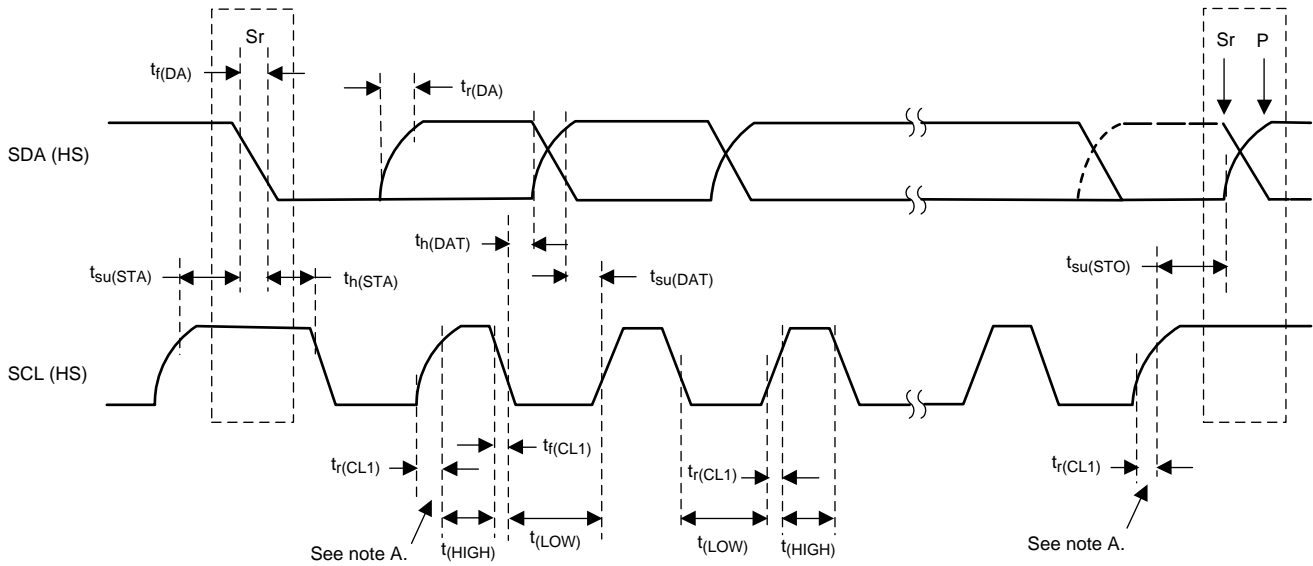 Sr
Sr P
tf(DA)
tr(DA)
SDA (HS)
th(DAT)
tsu(STA)
th(STA)
tsu(DAT)
tsu(STO)
SCL (HS)
tr(CL1)
tf(CL1)
tr(CL1)
tr(CL1)
See note A.
t(HIGH)
t(LOW)
t(LOW)
t(HIGH)
See note A.